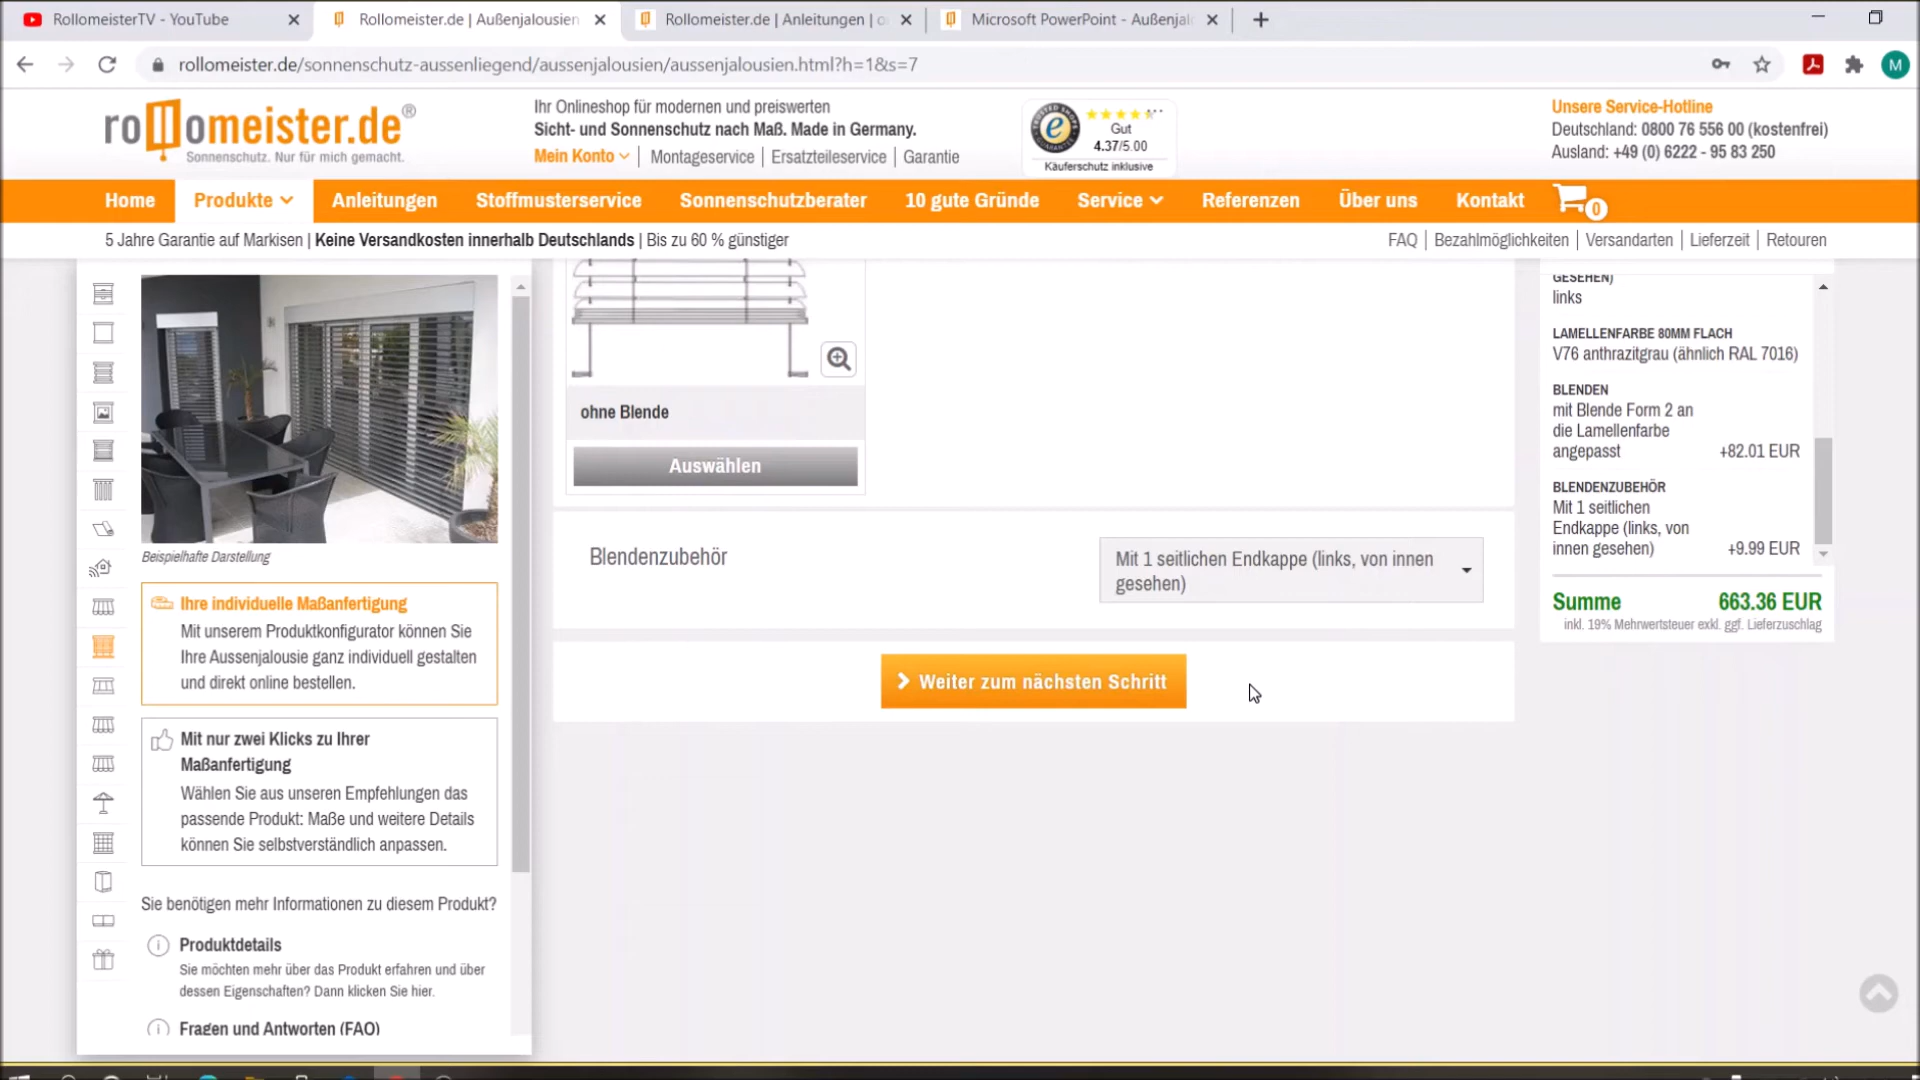 RollomeisterTV - YouTube
Rollomeister.de | Außenjalousien
Rollomeister.de | Anleitungen | o
Microsoft PowerPoint - Außenjal
rollomeister.de/sonnenschutz-aussenliegend/aussenjalousien/aussenjalousien.html?h=1&s=7
M
rollomeister.de®
Sonnenschutz. Nur für mich gemacht.
Ihr Onlineshop für modernen und preiswerten
Sicht- und Sonnenschutz nach Maß. Made in Germany.
Mein Konto | Montageservice | Ersatzteileservice | Garantie
Gut
4.37/5.00
Käuferschutz inklusive
Unsere Service-Hotline
Deutschland: 0800 76 556 00 (kostenfrei)
Ausland: +49 (0) 6222 - 95 83 250
Home Produkte Anleitungen Stoffmusterservice Sonnenschutzberater 10 gute Gründe Service Referenzen Über uns Kontakt 0
5 Jahre Garantie auf Markisen | Keine Versandkosten innerhalb Deutschlands | Bis zu 60 % günstiger
FAQ | Bezahlmöglichkeiten | Versandarten | Lieferzeit | Retouren
Beispielhafte Darstellung
Ihre individuelle Maßanfertigung
Mit unserem Produktkonfigurator können Sie
Ihre Aussenjalousie ganz individuell gestalten
und direkt online bestellen.
Mit nur zwei Klicks zu Ihrer
Maßanfertigung
Wählen Sie aus unseren Empfehlungen das
passende Produkt: Maße und weitere Details
können Sie selbstverständlich anpassen.
Sie benötigen mehr Informationen zu diesem Produkt?
Produktdetails
Sie möchten mehr über das Produkt erfahren und über
dessen Eigenschaften? Dann klicken Sie hier.
Fragen und Antworten (FAQ)
ohne Blende
Auswählen
Blendenzubehör
Mit 1 seitlichen Endkappe (links, von innen
gesehen)
Weiter zum nächsten Schritt
GESEHEN)
links
LAMELLENFARBE 80MM FLACH
V76 anthrazitgrau (ähnlich RAL 7016)
BLENDEN
mit Blende Form 2 an
die Lamellenfarbe
angepasst +82.01 EUR
BLENDENZUBEHÖR
Mit 1 seitlichen
Endkappe (links, von
innen gesehen) +9.99 EUR
Summe 663.36 EUR
inkl. 19% Mehrwertsteuer exkl. ggf. Lieferzuschlag